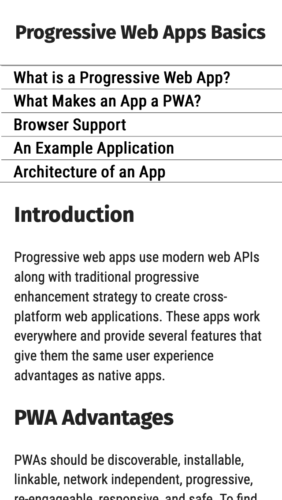 Progressive Web Apps Basics
What is a Progressive Web App?
What Makes an App a PWA?
Browser Support
An Example Application
Architecture of an App
Introduction
Progressive web apps use modern web APIs
along with traditional progressive
enhancement strategy to create cross-
platform web applications. These apps work
everywhere and provide several features that
give them the same user experience
advantages as native apps.
PWA Advantages
PWAs should be discoverable, installable,
linkable, network independent, progressive,
re-engageable, responsive, and safe. To find